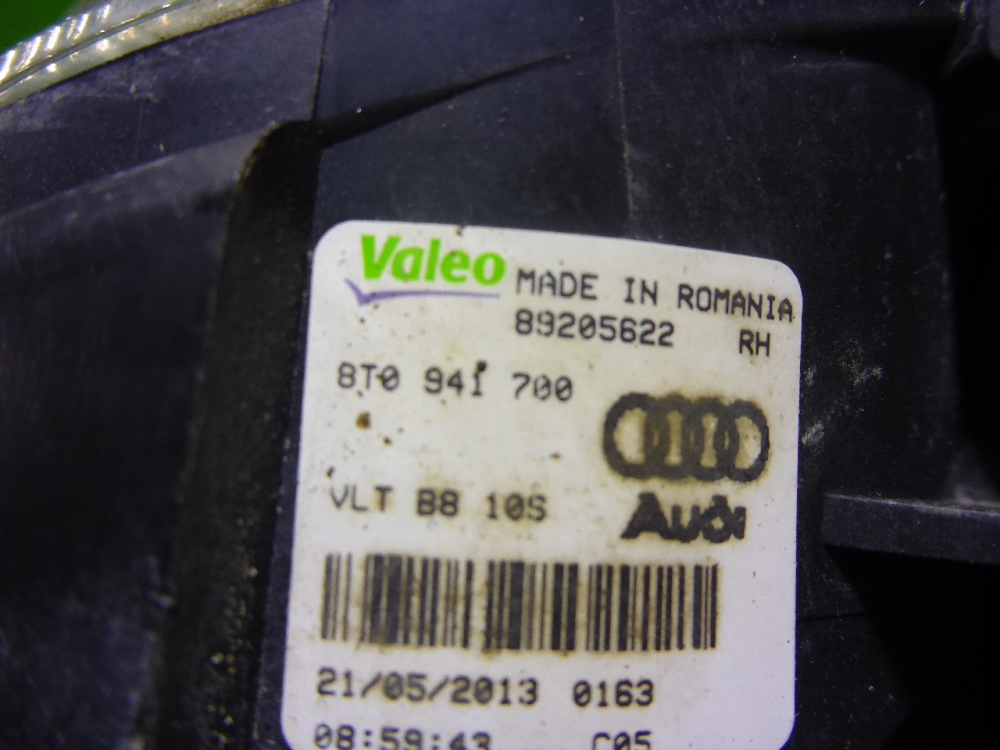 Valeo MADE IN ROMANIA
89205622 RH
8T0 941 700
VLT B8 10S
Audi
21/05/2013 0163
08:59:43 C05